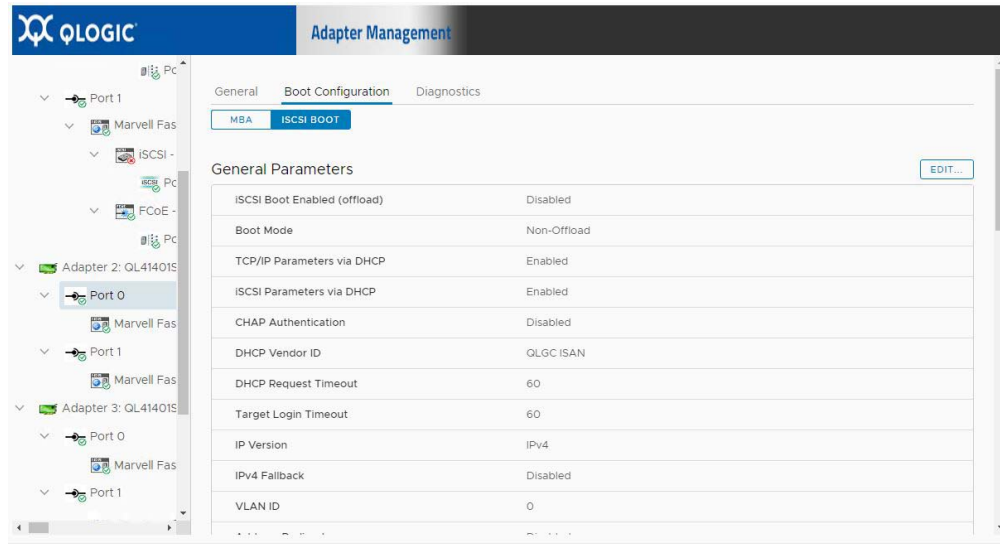 QLOGIC
Adapter Management
Pc
Port 1
Marvell Fas
iSCSI -
iSCSI Pc
FCoE -
Pc
Adapter 2: QL41401S
Port 0
Marvell Fas
Port 1
Marvell Fas
Adapter 3: QL41401S
Port 0
Marvell Fas
Port 1
General Boot Configuration Diagnostics
MBA ISCSI BOOT
General Parameters EDIT...
iSCSI Boot Enabled (offload) Disabled
Boot Mode Non-Offload
TCP/IP Parameters via DHCP Enabled
iSCSI Parameters via DHCP Enabled
CHAP Authentication Disabled
DHCP Vendor ID QLGC ISAN
DHCP Request Timeout 60
Target Login Timeout 60
IP Version IPv4
IPv4 Fallback Disabled
VLAN ID 0